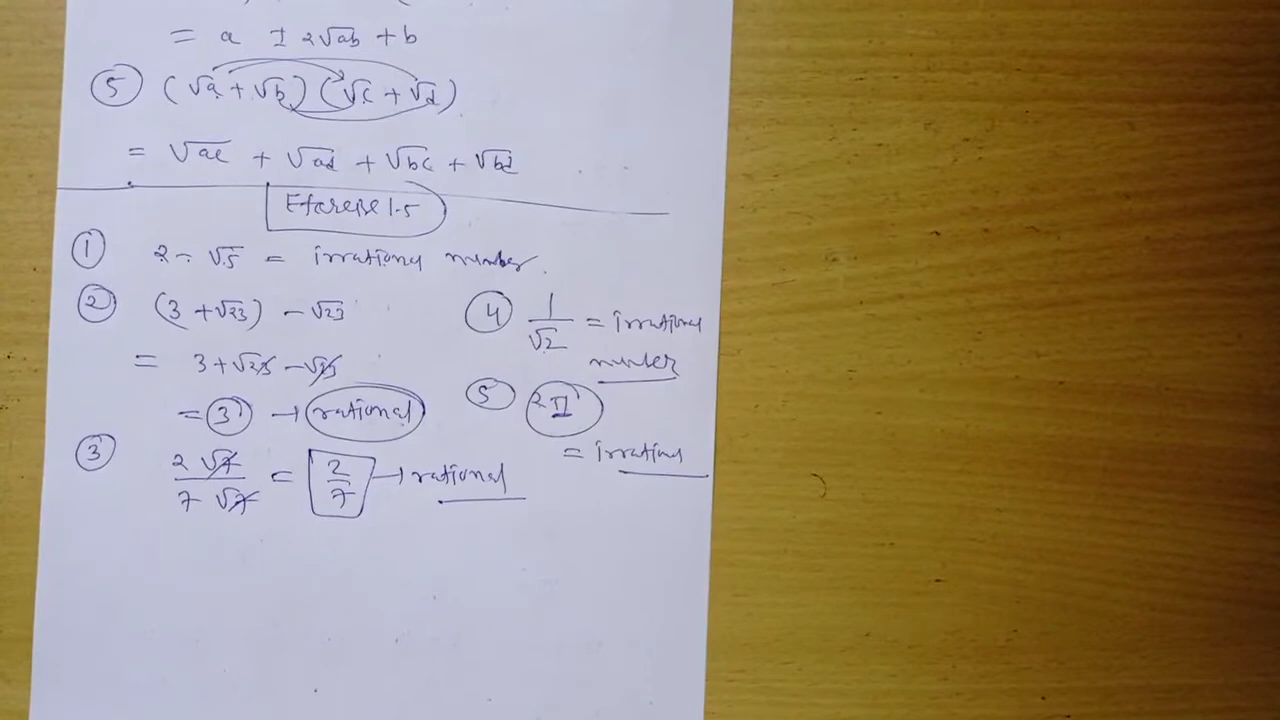 = a ± 2√ab + b
⑤ (√a + √b) (√c + √d)
= √ac + √ad + √bc + √bd
Exercise 1.5
① 2 - √5 = irrational number.
② (3 + √23) - √23
= 3 + √23 - √23
= 3 → rational
③ 2√7 / 7√7 = 2/7 → rational
④ 1/√2 = irrational
number
⑤ 2π
= irrational